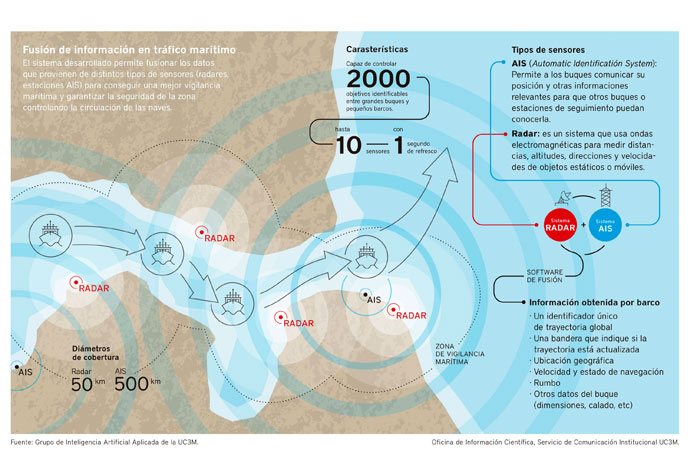 Fusión de información en tráfico marítimo
El sistema desarrollado permite fusionar los datos
que provienen de distintos tipos de sensores (radares,
estaciones AIS) para conseguir una mejor vigilancia
marítima y garantizar la seguridad de la zona
controlando la circulación de las naves.
Carasterísticas
Capaz de controlar
2000
objetivos identificables
entre grandes buques y
pequeños barcos.
hasta
10 sensores
con
1 segundo
de refresco
Tipos de sensores
AIS (Automatic Identificatión System):
Permite a los buques comunicar su
posición y otras informaciones
relevantes para que otros buques o
estaciones de seguimiento puedan
conocerla.
Radar: es un sistema que usa ondas
electromagnéticas para medir distan-
cias, altitudes, direcciones y velocida-
des de objetos estáticos o móviles.
Sistema
RADAR
+
Sistema
AIS
SOFTWARE
DE FUSIÓN
Información obtenida por barco
· Un identificador único
de trayectoria global
· Una bandera que indique si la
trayectoria está actualizada
· Ubicación geográfica
· Velocidad y estado de navegación
· Rumbo
· Otros datos del buque
(dimensiones, calado, etc)
RADAR
RADAR
RADAR
AIS
RADAR
ZONA
DE VIGILANCIA
MARÍTIMA
AIS
Diámetros
de cobertura
Radar
50 km
AIS
500 km
Fuente: Grupo de Inteligencia Artificial Aplicada de la UC3M.
Oficina de Información Científica, Servicio de Comunicación Institucional UC3M.